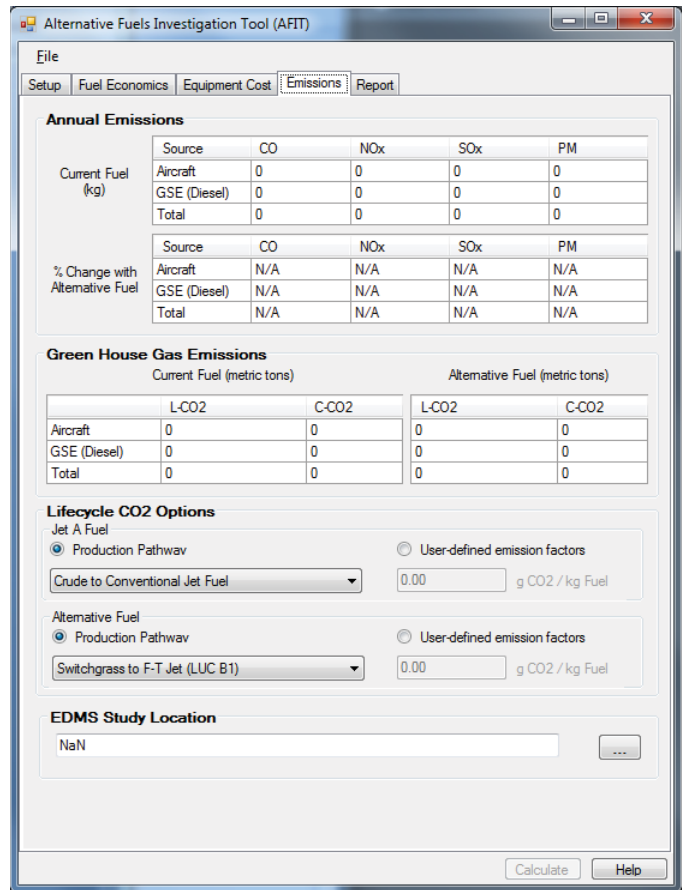 Alternative Fuels Investigation Tool (AFIT)
File
Setup Fuel Economics Equipment Cost Emissions Report
Annual Emissions
Current Fuel (kg)
Source CO NOx SOx PM
Aircraft 0 0 0 0
GSE (Diesel) 0 0 0 0
Total 0 0 0 0
% Change with Alternative Fuel
Source CO NOx SOx PM
Aircraft N/A N/A N/A N/A
GSE (Diesel) N/A N/A N/A N/A
Total N/A N/A N/A N/A
Green House Gas Emissions
Current Fuel (metric tons) Alternative Fuel (metric tons)
L-CO2 C-CO2 L-CO2 C-CO2
Aircraft 0 0 0 0
GSE (Diesel) 0 0 0 0
Total 0 0 0 0
Lifecycle CO2 Options
Jet A Fuel
Production Pathway User-defined emission factors
Crude to Conventional Jet Fuel 0.00 g CO2 / kg Fuel
Alternative Fuel
Production Pathway User-defined emission factors
Switchgrass to F-T Jet (LUC B1) 0.00 g CO2 / kg Fuel
EDMS Study Location
NaN ...
Calculate Help